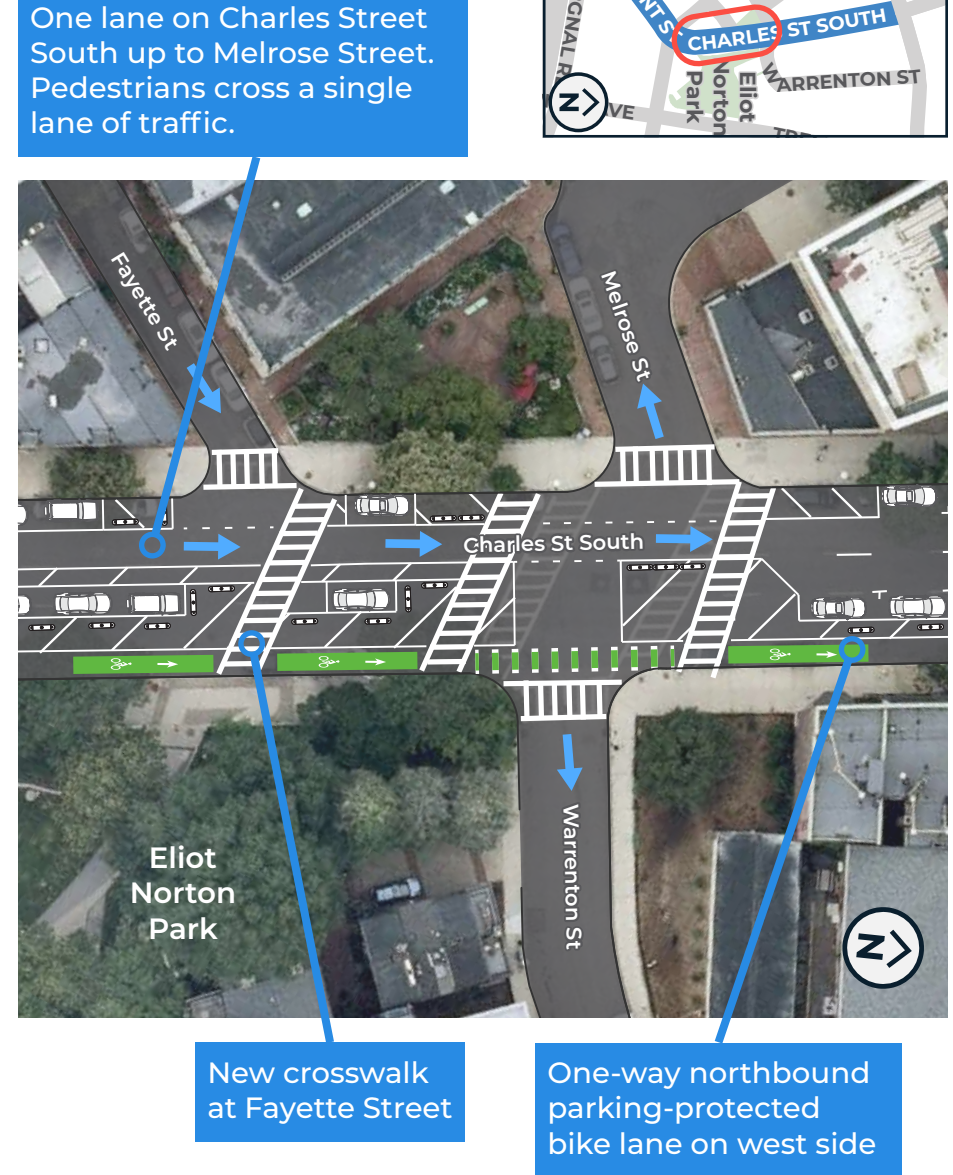 One lane on Charles Street
South up to Melrose Street.
Pedestrians cross a single
lane of traffic.
CHARLES ST SOUTH
WARRENTON ST
Eliot
Norton
Park
N
Fayette St
Melrose St
Charles St South
Warrenton St
Eliot
Norton
Park
N
New crosswalk
at Fayette Street
One-way northbound
parking-protected
bike lane on west side